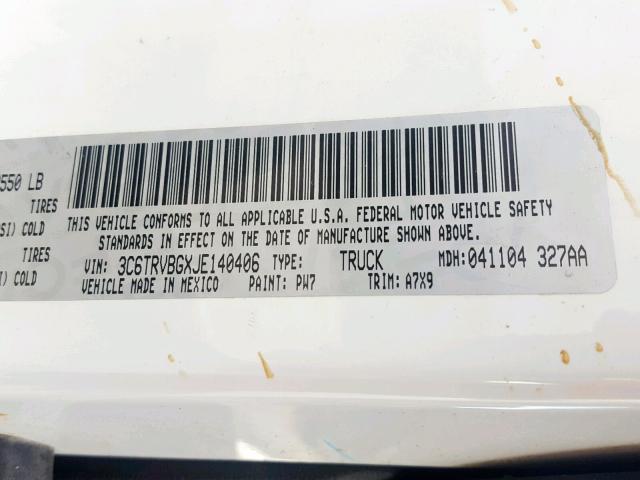 550 LB
TIRES
SI) COLD
TIRES
I) COLD
THIS VEHICLE CONFORMS TO ALL APPLICABLE U.S.A. FEDERAL MOTOR VEHICLE SAFETY
STANDARDS IN EFFECT ON THE DATE OF MANUFACTURE SHOWN ABOVE.
VIN: 3C6TRVBGXJE140406 TYPE: TRUCK MDH:041104 327AA
VEHICLE MADE IN MEXICO PAINT: PW7 TRIM: A7X9